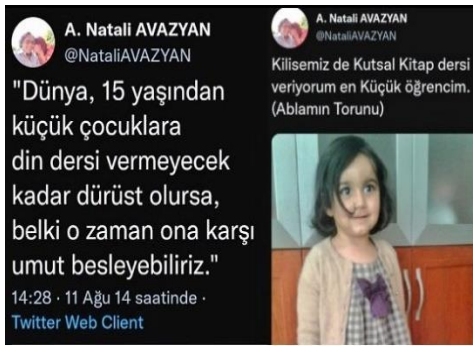 A. Natali AVAZYAN
@NataliAVAZYAN
"Dünya, 15 yaşından
küçük çocuklara
din dersi vermeyecek
kadar dürüst olursa,
belki o zaman ona karşı
umut besleyebiliriz."
14:28 · 11 Ağu 14 saatinde ·
Twitter Web Client
A. Natali AVAZYAN
@NataliAVAZYAN
Kilisemiz de Kutsal Kitap dersi
veriyorum en Küçük öğrencim.
(Ablamın Torunu)